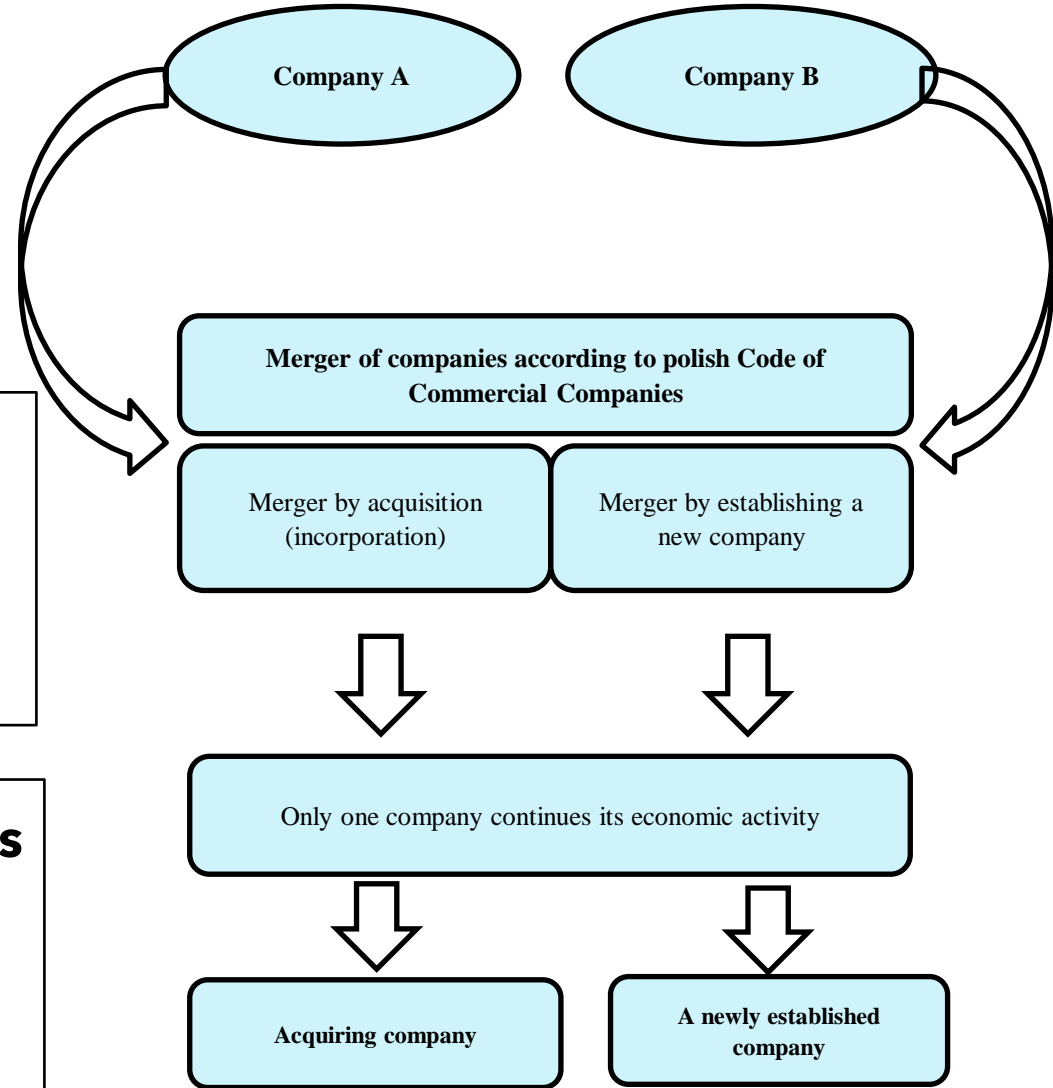 Company A
Company B
Merger of companies according to polish Code of
Commercial Companies
Merger by acquisition
(incorporation)
Merger by establishing a
new company
Only one company continues its economic activity
s
Acquiring company
A newly established
company